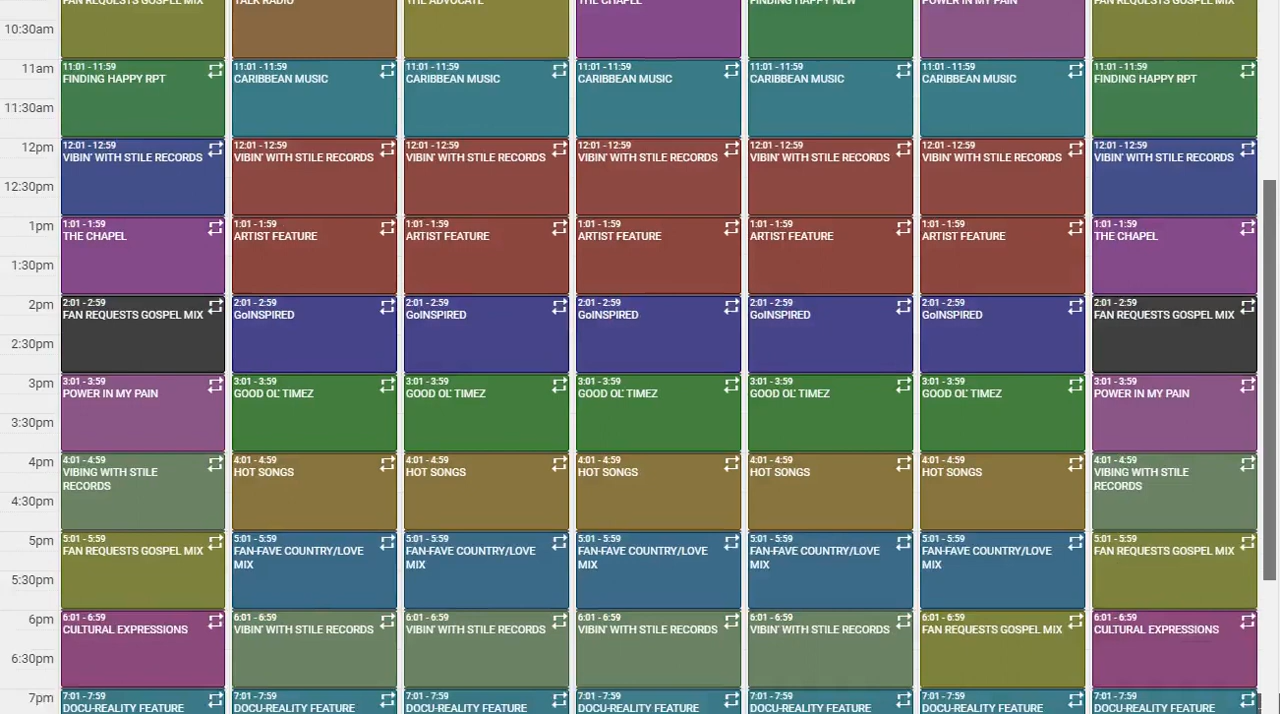 FAN REQUESTS GOSPEL MIX TALK RADIO THE ADVOCATE THE CHAPEL FINDING HAPPY NEW POWER IN MY PAIN FAN REQUESTS GOSPEL MIX
10:30am
11am 11:01 - 11:59 11:01 - 11:59 11:01 - 11:59 11:01 - 11:59 11:01 - 11:59 11:01 - 11:59 11:01 - 11:59
FINDING HAPPY RPT CARIBBEAN MUSIC CARIBBEAN MUSIC CARIBBEAN MUSIC CARIBBEAN MUSIC CARIBBEAN MUSIC FINDING HAPPY RPT
11:30am
12pm 12:01 - 12:59 12:01 - 12:59 12:01 - 12:59 12:01 - 12:59 12:01 - 12:59 12:01 - 12:59 12:01 - 12:59
VIBIN' WITH STILE RECORDS VIBIN' WITH STILE RECORDS VIBIN' WITH STILE RECORDS VIBIN' WITH STILE RECORDS VIBIN' WITH STILE RECORDS VIBIN' WITH STILE RECORDS VIBIN' WITH STILE RECORDS
12:30pm
1pm 1:01 - 1:59 1:01 - 1:59 1:01 - 1:59 1:01 - 1:59 1:01 - 1:59 1:01 - 1:59 1:01 - 1:59
THE CHAPEL ARTIST FEATURE ARTIST FEATURE ARTIST FEATURE ARTIST FEATURE ARTIST FEATURE THE CHAPEL
1:30pm
2pm 2:01 - 2:59 2:01 - 2:59 2:01 - 2:59 2:01 - 2:59 2:01 - 2:59 2:01 - 2:59 2:01 - 2:59
FAN REQUESTS GOSPEL MIX GoINSPIRED GoINSPIRED GoINSPIRED GoINSPIRED GoINSPIRED FAN REQUESTS GOSPEL MIX
2:30pm
3pm 3:01 - 3:59 3:01 - 3:59 3:01 - 3:59 3:01 - 3:59 3:01 - 3:59 3:01 - 3:59 3:01 - 3:59
POWER IN MY PAIN GOOD OL' TIMEZ GOOD OL' TIMEZ GOOD OL' TIMEZ GOOD OL' TIMEZ GOOD OL' TIMEZ POWER IN MY PAIN
3:30pm
4pm 4:01 - 4:59 4:01 - 4:59 4:01 - 4:59 4:01 - 4:59 4:01 - 4:59 4:01 - 4:59 4:01 - 4:59
VIBING WITH STILE HOT SONGS HOT SONGS HOT SONGS HOT SONGS HOT SONGS VIBING WITH STILE
RECORDS RECORDS
4:30pm
5pm 5:01 - 5:59 5:01 - 5:59 5:01 - 5:59 5:01 - 5:59 5:01 - 5:59 5:01 - 5:59 5:01 - 5:59
FAN REQUESTS GOSPEL MIX FAN-FAVE COUNTRY/LOVE FAN-FAVE COUNTRY/LOVE FAN-FAVE COUNTRY/LOVE FAN-FAVE COUNTRY/LOVE FAN-FAVE COUNTRY/LOVE FAN REQUESTS GOSPEL MIX
MIX MIX MIX MIX MIX
5:30pm
6pm 6:01 - 6:59 6:01 - 6:59 6:01 - 6:59 6:01 - 6:59 6:01 - 6:59 6:01 - 6:59 6:01 - 6:59
CULTURAL EXPRESSIONS VIBIN' WITH STILE RECORDS VIBIN' WITH STILE RECORDS VIBIN' WITH STILE RECORDS VIBIN' WITH STILE RECORDS FAN REQUESTS GOSPEL MIX CULTURAL EXPRESSIONS
6:30pm
7pm 7:01 - 7:59 7:01 - 7:59 7:01 - 7:59 7:01 - 7:59 7:01 - 7:59 7:01 - 7:59 7:01 - 7:59
DOCU-REALITY FEATURE DOCU-REALITY FEATURE DOCU-REALITY FEATURE DOCU-REALITY FEATURE DOCU-REALITY FEATURE DOCU-REALITY FEATURE DOCU-REALITY FEATURE